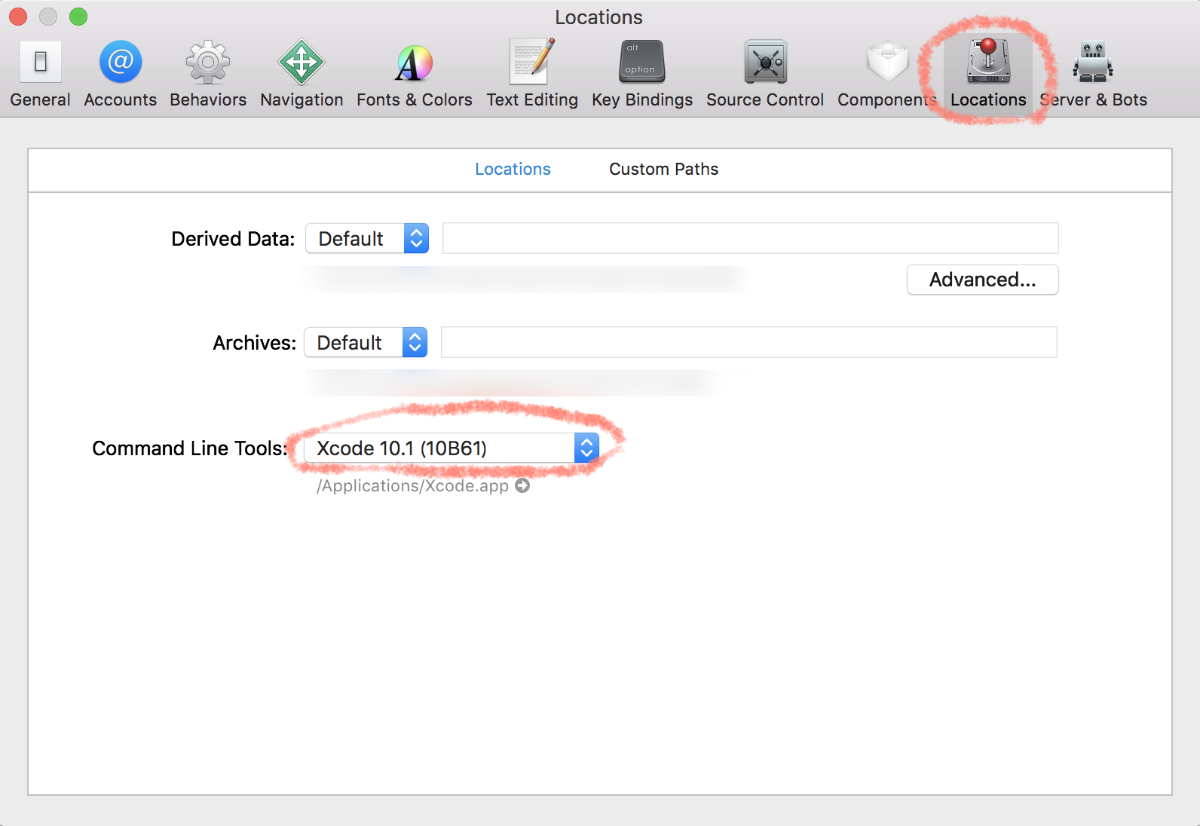 Locations
alt
option
General Accounts Behaviors Navigation Fonts & Colors Text Editing Key Bindings Source Control Components Locations Server & Bots
Locations Custom Paths
Derived Data: Default
Advanced...
Archives: Default
Command Line Tools: Xcode 10.1 (10B61)
/Applications/Xcode.app